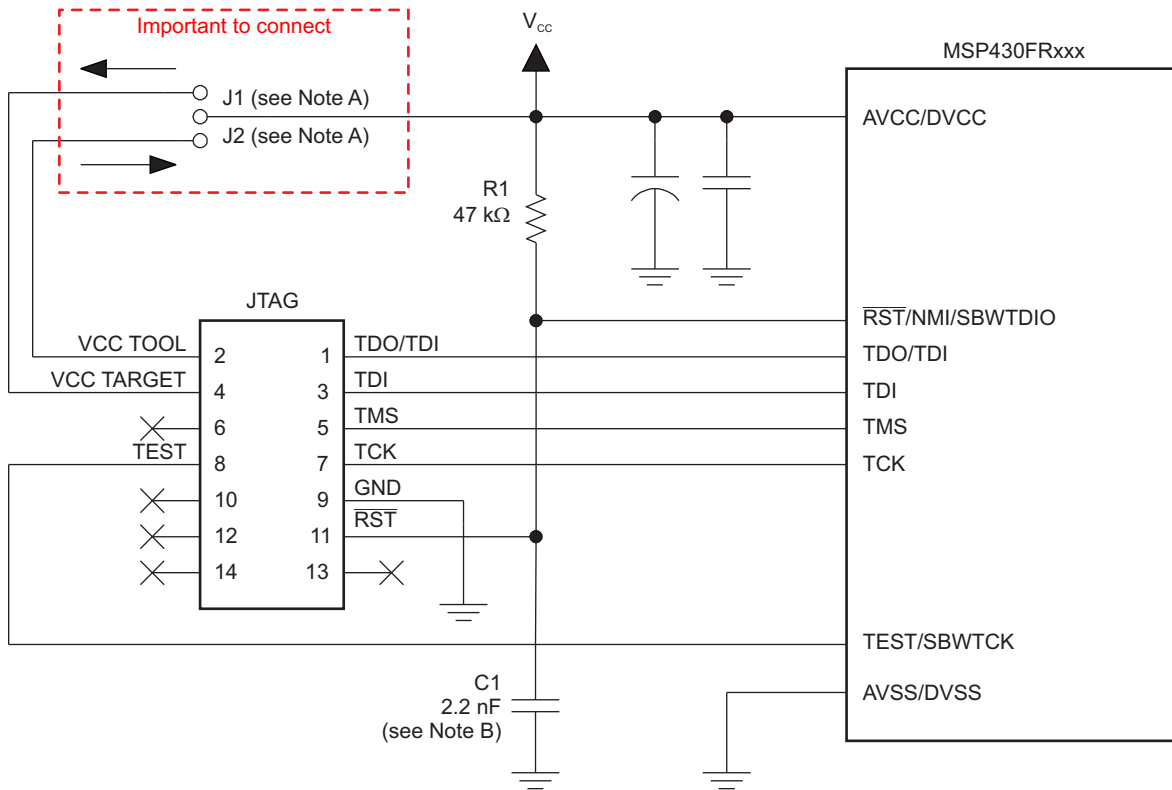 Important to connect
V_CC
MSP430FRxxx
J1 (see Note A)
J2 (see Note A)
AVCC/DVCC
R1
47 kΩ
JTAG
R̅S̅T̅/NMI/SBWTDIO
VCC TOOL 2 1 TDO/TDI TDO/TDI
VCC TARGET 4 3 TDI TDI
6 5 TMS TMS
TEST 8 7 TCK TCK
10 9 GND
12 11 R̅S̅T̅
14 13
TEST/SBWTCK
C1
2.2 nF
(see Note B)
AVSS/DVSS